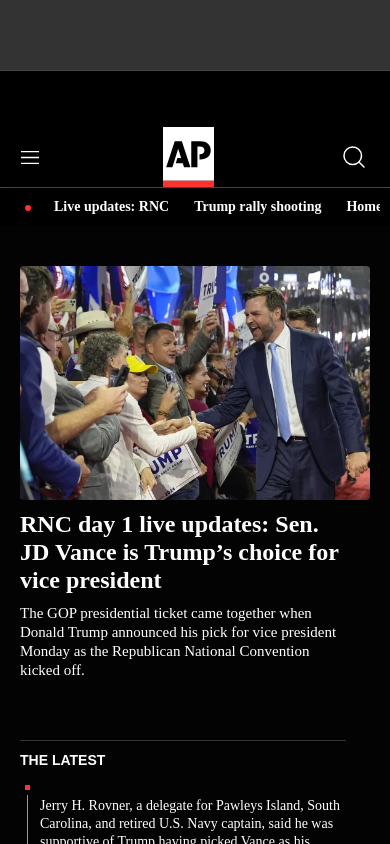 AP
Live updates: RNC Trump rally shooting Home
RNC day 1 live updates: Sen.
JD Vance is Trump’s choice for
vice president
The GOP presidential ticket came together when
Donald Trump announced his pick for vice president
Monday as the Republican National Convention
kicked off.
THE LATEST
Jerry H. Rovner, a delegate for Pawleys Island, South
Carolina, and retired U.S. Navy captain, said he was
supportive of Trump having picked Vance as his